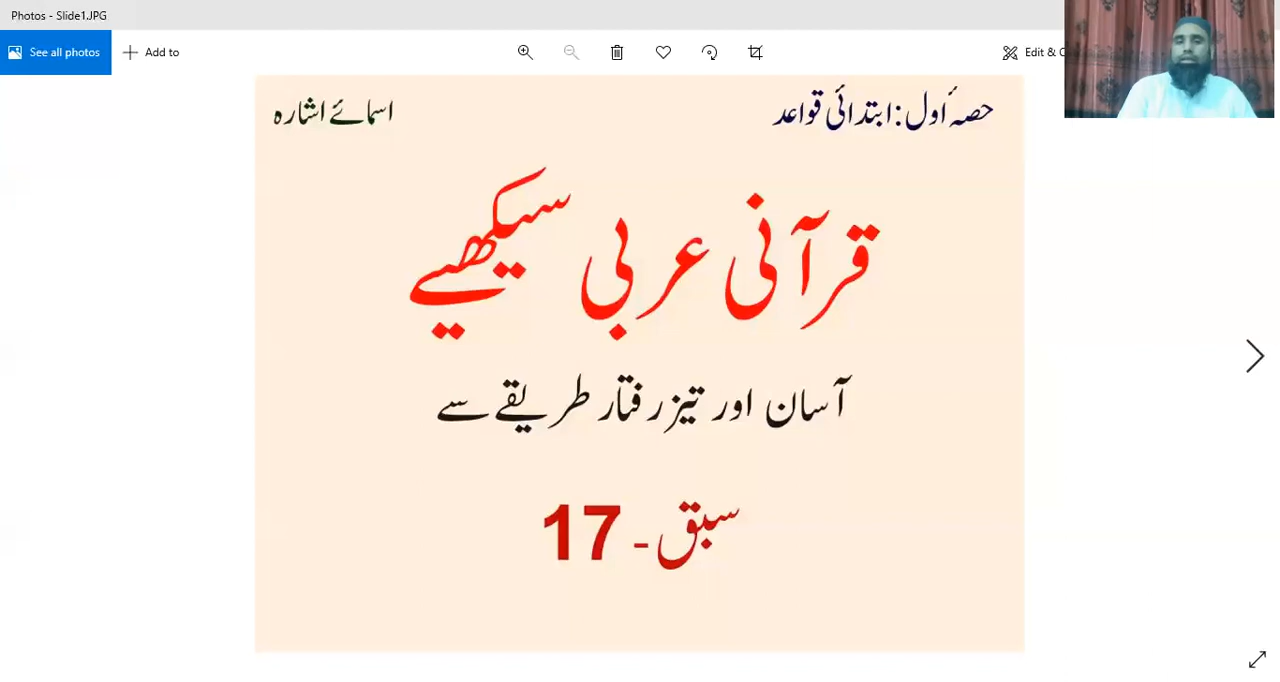 Photos - Slide1.JPG
See all photos
Add to
Edit &
حصہٴ اول: ابتدائی قواعد
اسمائے اشارہ
قرآنی عربی سیکھیے
آسان اور تیز رفتار طریقے سے
سبق - 17